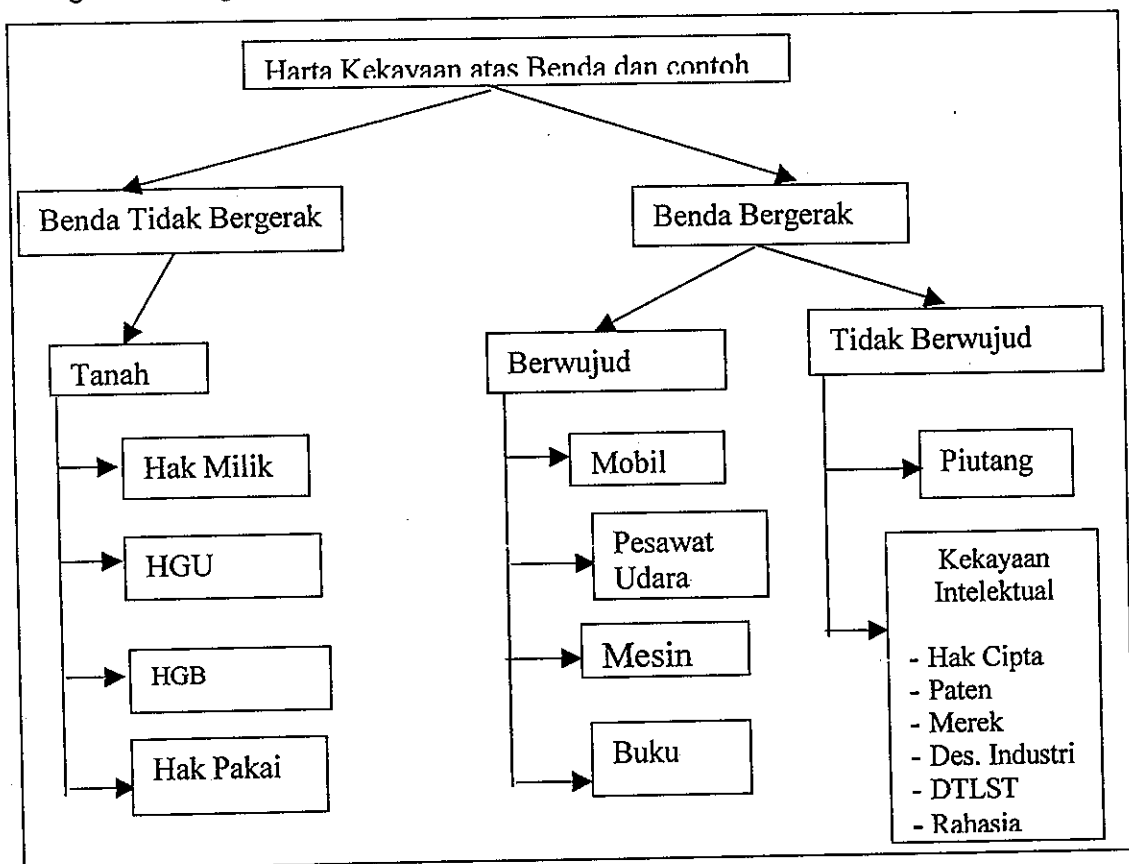 Harta Kekayaan atas Benda dan contoh
Benda Tidak Bergerak
Benda Bergerak
Tanah
Berwujud
Tidak Berwujud
Hak Milik
HGU
HGB
Hak Pakai
Mobil
Pesawat
Udara
Mesin
Buku
Piutang
Kekayaan
Intelektual
- Hak Cipta
- Paten
- Merek
- Des. Industri
- DTLST
- Rahasia